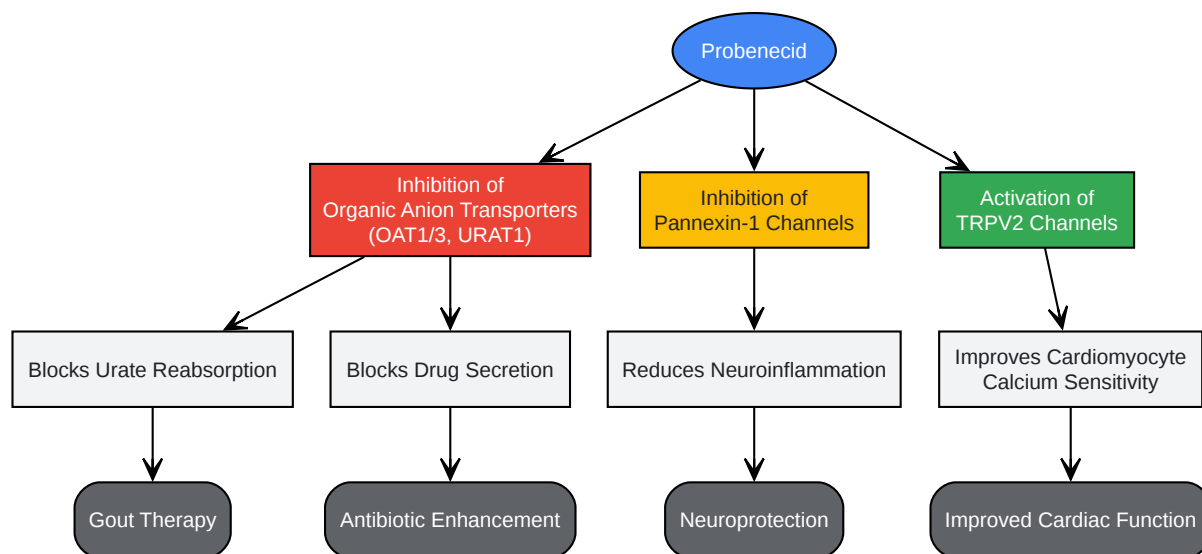 Probenecid
Inhibition of
Organic Anion Transporters
(OAT1/3, URAT1)
Inhibition of
Pannexin-1 Channels
Activation of
TRPV2 Channels
Blocks Urate Reabsorption
Blocks Drug Secretion
Reduces Neuroinflammation
Improves Cardiomyocyte
Calcium Sensitivity
Gout Therapy
Antibiotic Enhancement
Neuroprotection
Improved Cardiac Function